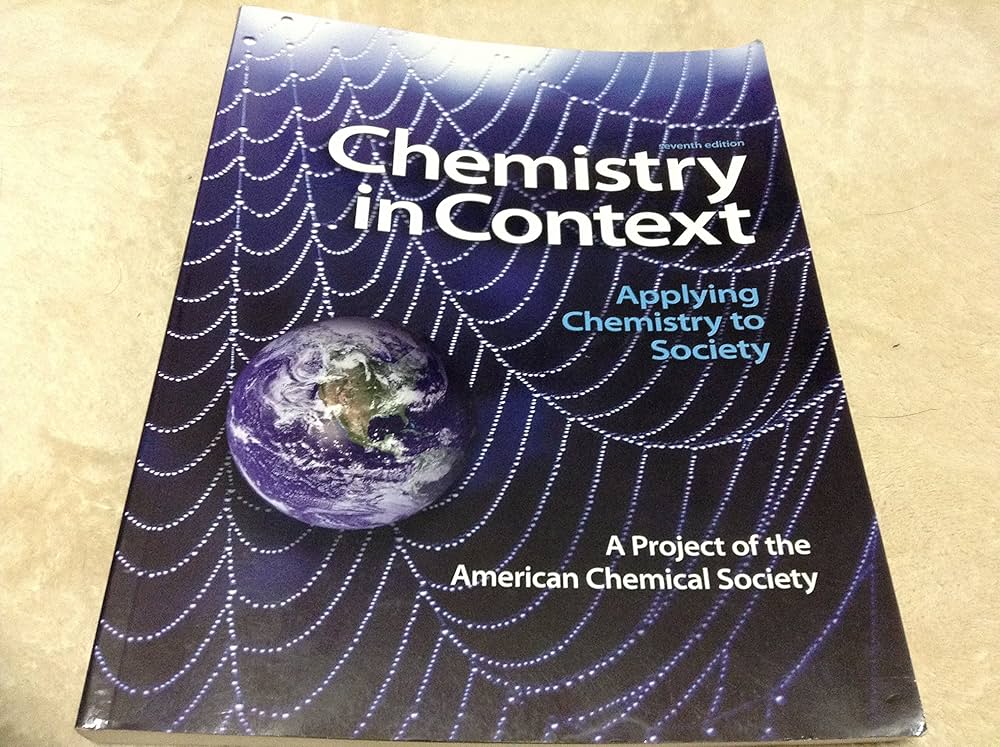 seventh edition
Chemistry
in Context
Applying
Chemistry to
Society
A Project of the
American Chemical Society